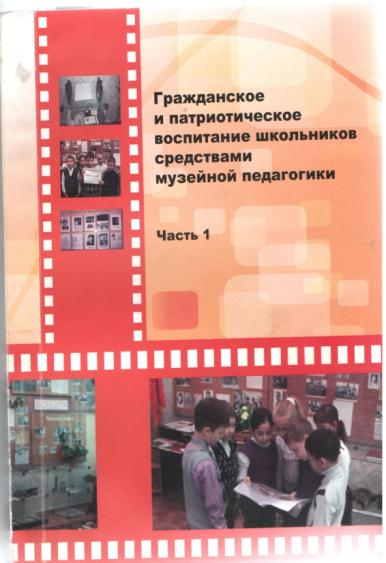 Гражданское
и патриотическое
воспитание школьников
средствами
музейной педагогики
Часть 1